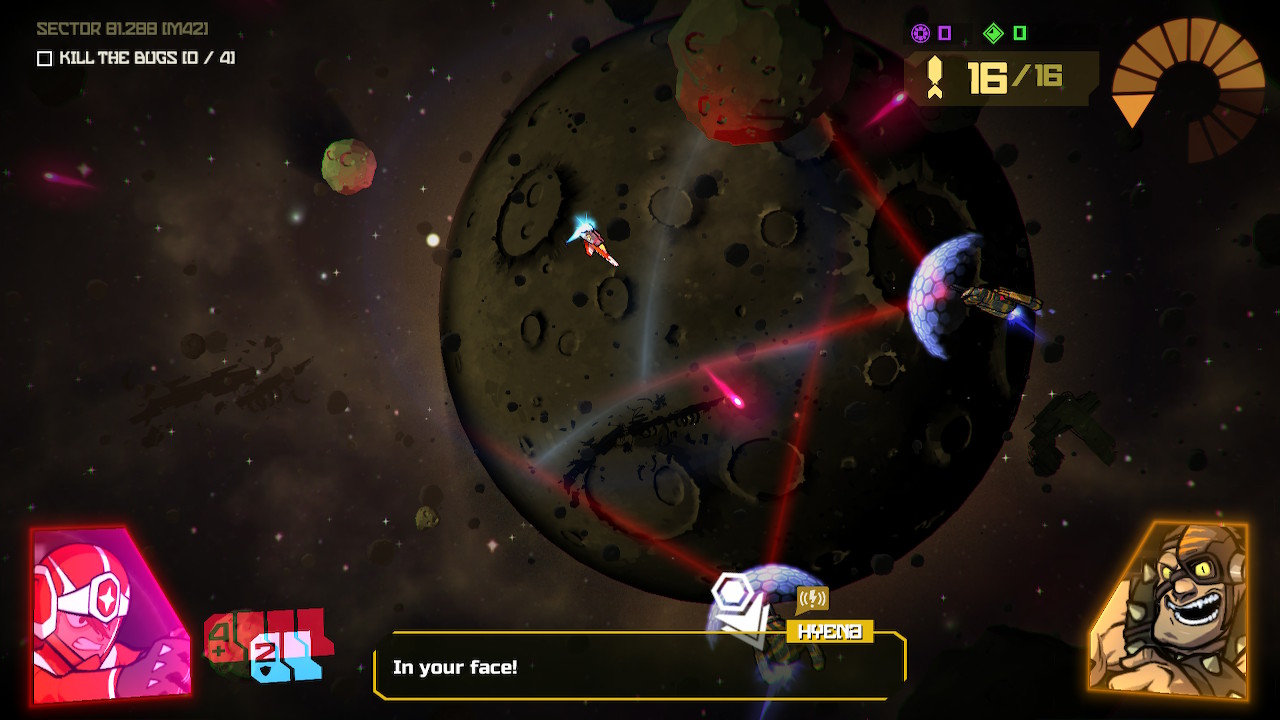 SECTOR 81.288 [M42]
KILL THE BUGS [0 / 4]
0 0
16/16
4+
2
HYENA
In your face!